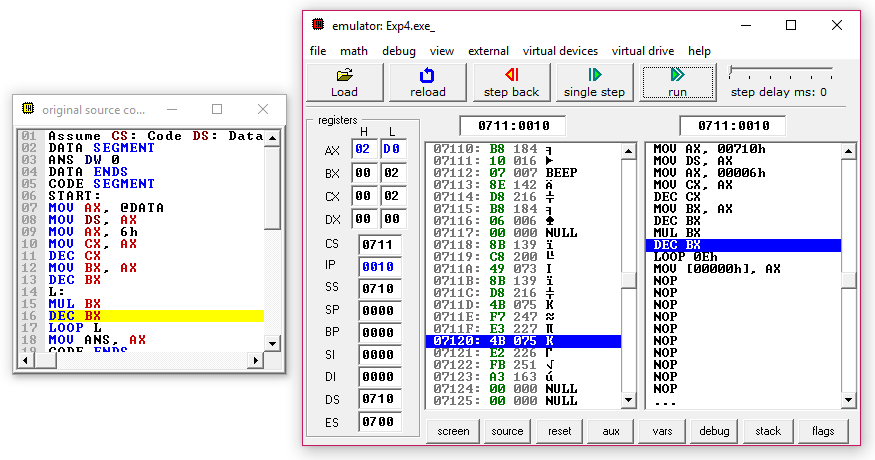 original source co...
01 Assume CS: Code DS: Data
02 DATA SEGMENT
03 ANS DW 0
04 DATA ENDS
05 CODE SEGMENT
06 START:
07 MOV AX, @DATA
08 MOV DS, AX
09 MOV AX, 6h
10 MOV CX, AX
11 DEC CX
12 MOV BX, AX
13 DEC BX
14 L:
15 MUL BX
16 DEC BX
17 LOOP L
18 MOV ANS, AX
19 CODE ENDS
emulator: Exp4.exe_
file math debug view external virtual devices virtual drive help
Load reload step back single step run step delay ms: 0
registers
H L
AX 02 D0
BX 00 02
CX 00 02
DX 00 00
CS 0711
IP 0010
SS 0710
SP 0000
BP 0000
SI 0000
DI 0000
DS 0710
ES 0700
0711:0010
07110: B8 184 ╕
07111: 10 016 ►
07112: 07 007 BEEP
07113: 8E 142 Ä
07114: D8 216 ╪
07115: B8 184 ╕
07116: 06 006 ♠
07117: 00 000 NULL
07118: 8B 139 ï
07119: C8 200 ╚
0711A: 49 073 I
0711B: 8B 139 ï
0711C: D8 216 ╪
0711D: 4B 075 K
0711E: F7 247 ≈
0711F: E3 227 π
07120: 4B 075 K
07121: E2 226 Γ
07122: FB 251 √
07123: A3 163 ú
07124: 00 000 NULL
07125: 00 000 NULL
0711:0010
MOV AX, 00710h
MOV DS, AX
MOV AX, 00006h
MOV CX, AX
DEC CX
MOV BX, AX
DEC BX
MUL BX
DEC BX
LOOP 0Eh
MOV [00000h], AX
NOP
NOP
NOP
NOP
NOP
NOP
NOP
NOP
NOP
NOP
...
screen source reset aux vars debug stack flags